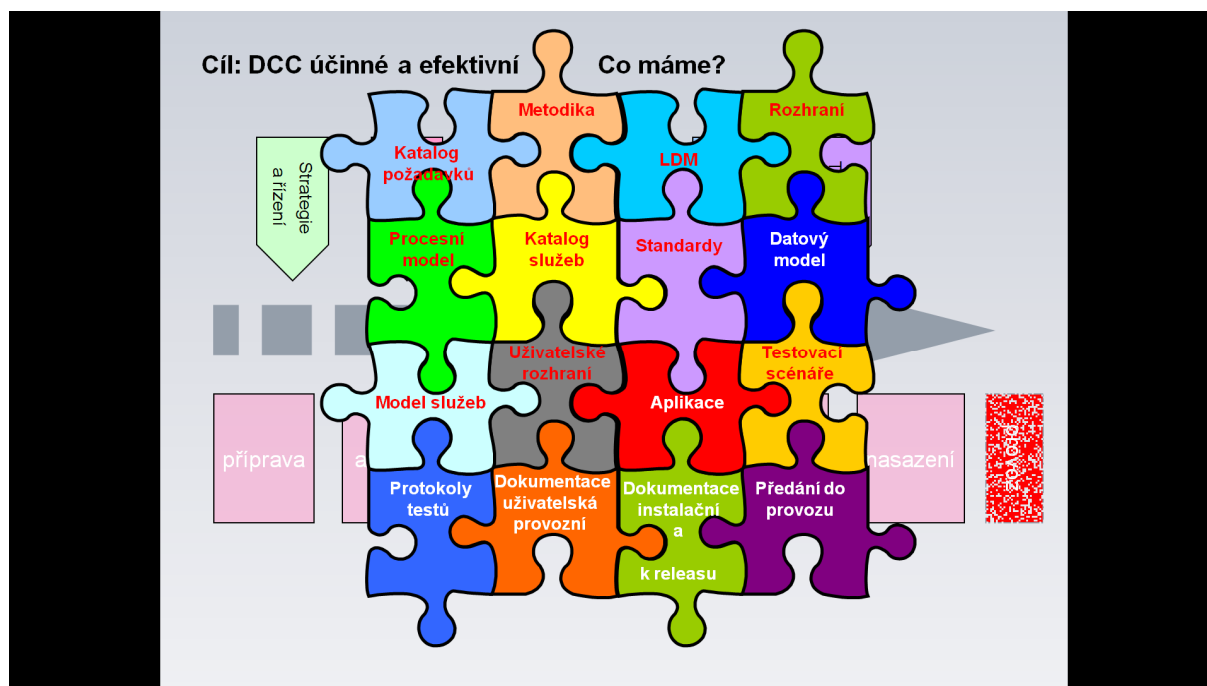 Cíl: DCC účinné a efektivní Co máme?
Katalog
požadavků
Metodika
LDM
Rozhraní
Strategie
a řízení
Procesní
model
Katalog
služeb
Standardy
Datový
model
Model služeb
Uživatelské
rozhraní
Aplikace
Testovací
scénáře
příprava
nasazení
Protokoly
testů
Dokumentace
uživatelská
provozní
Dokumentace
instalační
a
k releasu
Předání do
provozu